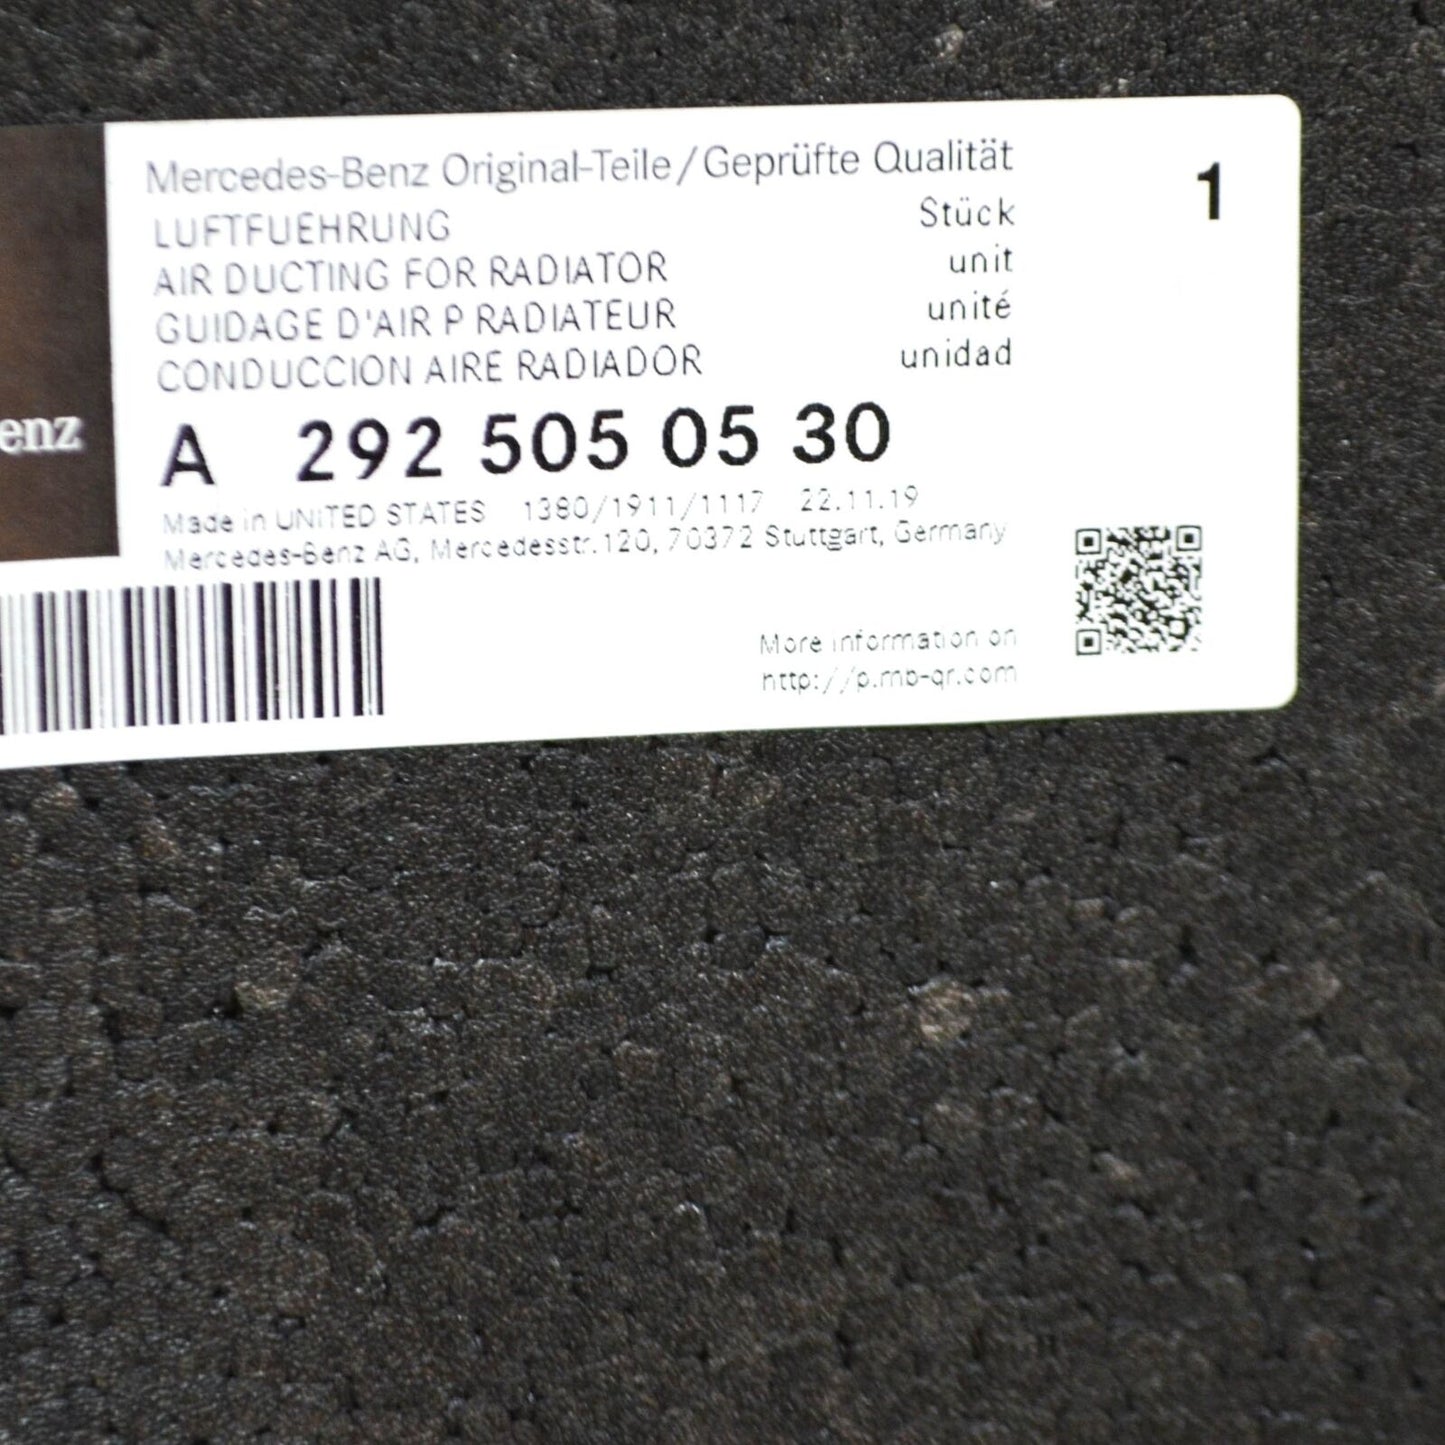 Mercedes-Benz Original-Teile/Geprüfte Qualität
1
LUFTFUEHRUNG Stück
AIR DUCTING FOR RADIATOR unit
GUIDAGE D'AIR P RADIATEUR unité
CONDUCCION AIRE RADIADOR unidad
enz
A 292 505 05 30
Made in UNITED STATES 1380/1911/1117 22.11.19
Mercedes-Benz AG, Mercedesstr.120, 70372 Stuttgart, Germany
More information on
http://p.mb-qr.com